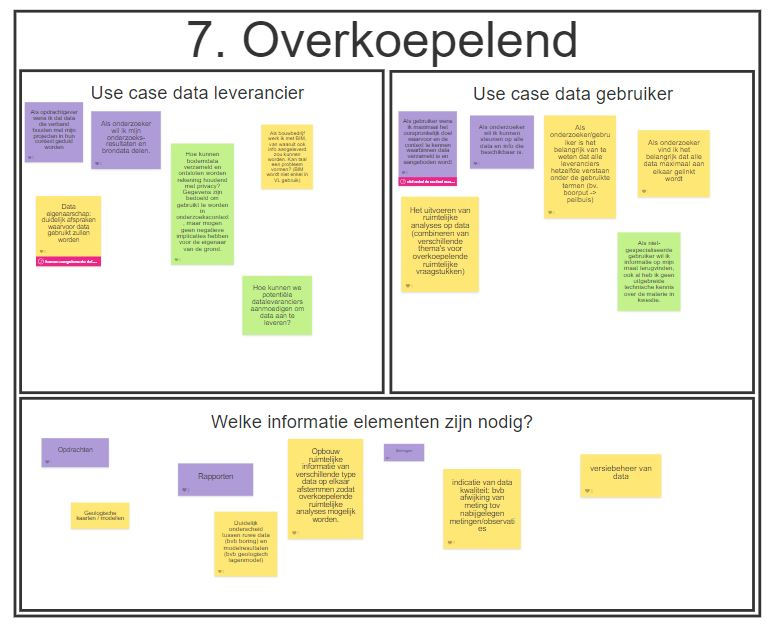 7. Overkoepelend
Use case data leverancier
Als opdrachtgever
wens ik dat data
die verband
houden met mijn
projecten in hun
context geduid
worden
Als onderzoeker
wil ik mijn
onderzoeks-
resultaten en
brondata delen.
Hoe kunnen
bodemdata
verzameld en
ontsloten worden
rekening houdend
met privacy?
Gegevens zijn
bedoeld om
gebruikt te worden
in
onderzoekscontext
, maar mogen
geen negatieve
implicaties hebben
voor de eigenaar
van de grond.
Als bouwbedrijf
werk ik met BIM,
van waaruit ook
info aangeleverd
zou kunnen
worden. Kan taal
een probleem
vormen? (BIM
wordt niet enkel in
VL gebruikt)
Data
eigenaarschap:
duidelijk afspraken
waarvoor data
gebruikt zullen
worden
Hoe kunnen we
potentiële
dataleveranciers
aanmoedigen om
data aan te
leveren?
Use case data gebruiker
Als gebruiker wens
ik maximaal het
oorspronkelijk doel
waarvoor en de
context te kennen
waarbinnen data
verzameld is en
aangeboden wordt
Als onderzoeker
wil ik kunnen
steunen op alle
data en info die
beschikbaar is.
Als
onderzoeker/gebru
iker is het
belangrijk van te
weten dat alle
leveranciers
hetzelfde verstaan
onder de gebruikte
termen (bv.
boorput ->
peilbuis)
Als onderzoeker
vind ik het
belangrijk dat alle
data maximaal aan
elkaar gelinkt
wordt
Het uitvoeren van
ruimtelijke
analyses op data
(combineren van
verschillende
thema's voor
overkoepelende
ruimtelijke
vraagstukken)
Als niet-
gespecialiseerde
gebruiker wil ik
informatie op mijn
maat terugvinden,
ook al heb ik geen
uitgebreide
technische kennis
over de materie in
kwestie.
Welke informatie elementen zijn nodig?
Opdrachten
Rapporten
Geologische
kaarten / modellen
Duidelijk
onderscheid
tussen ruwe data
(bvb boring) en
modelresultaten
(bvb geologisch
lagenmodel)
Opbouw
ruimtelijke
informatie van
verschillende type
data op elkaar
afstemmen zodat
overkoepelende
ruimtelijke
analyses mogelijk
worden.
indicatie van data
kwaliteit: bvb
afwijking van
meting tov
nabijgelegen
metingen/observati
es
versiebeheer van
data